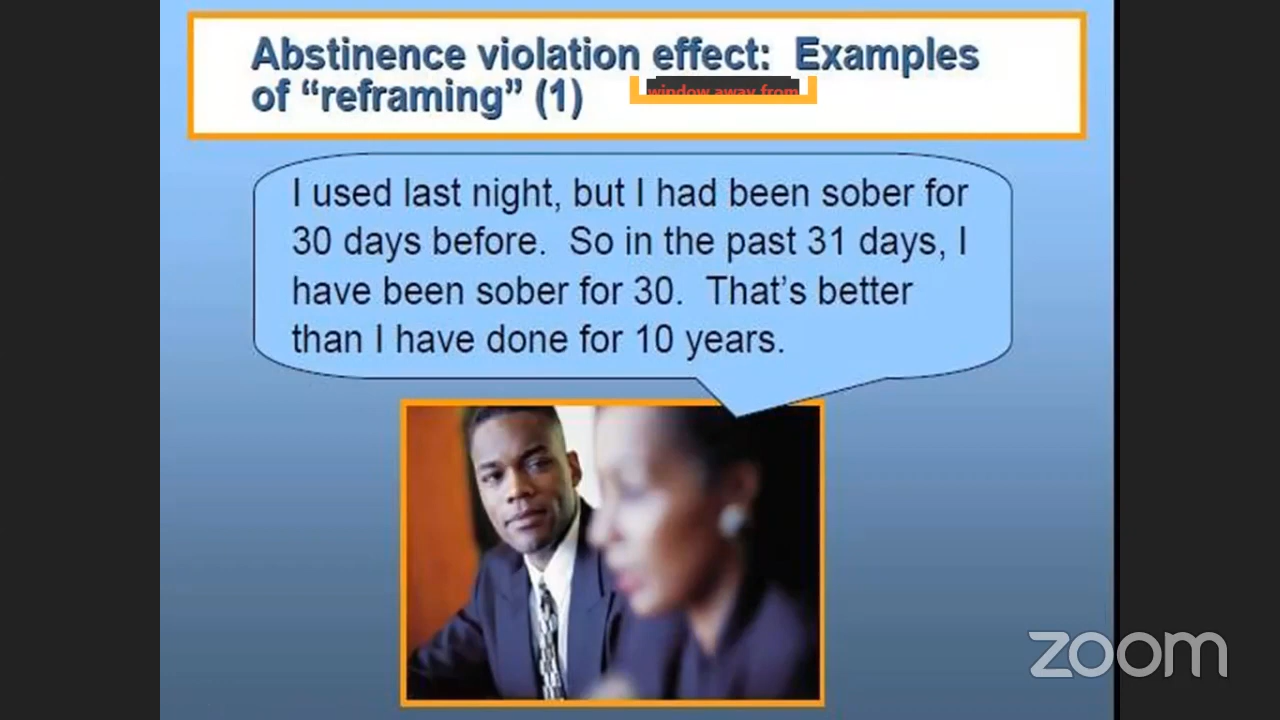 Abstinence violation effect:  Examples
of “reframing” (1)
window away from
I used last night, but I had been sober for
30 days before.  So in the past 31 days, I
have been sober for 30.  That’s better
than I have done for 10 years.
zoom